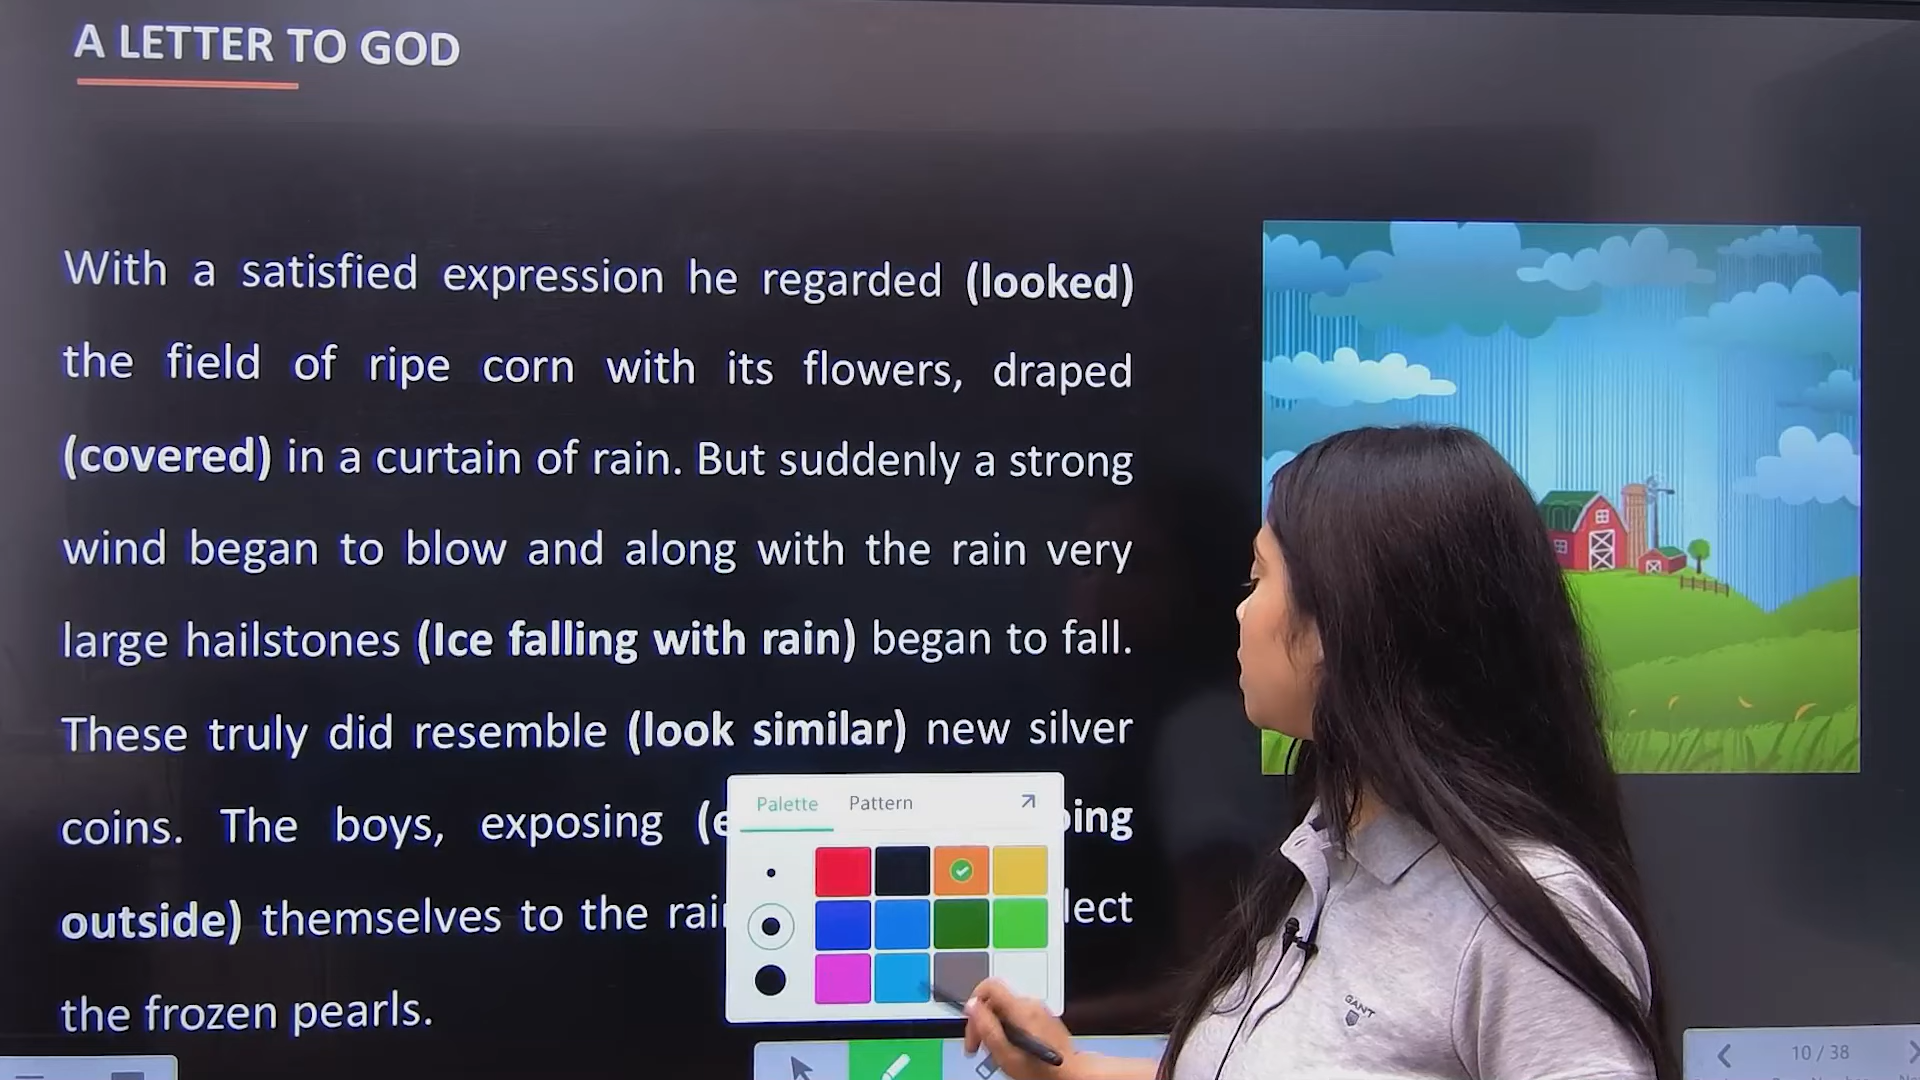 A LETTER TO GOD
With a satisfied expression he regarded (looked)
the field of ripe corn with its flowers, draped
(covered) in a curtain of rain. But suddenly a strong
wind began to blow and along with the rain very
large hailstones (Ice falling with rain) began to fall.
These truly did resemble (look similar) new silver
Palette Pattern
coins. The boys, exposing
outside) themselves to the
the frozen pearls.
GANT
10 / 38